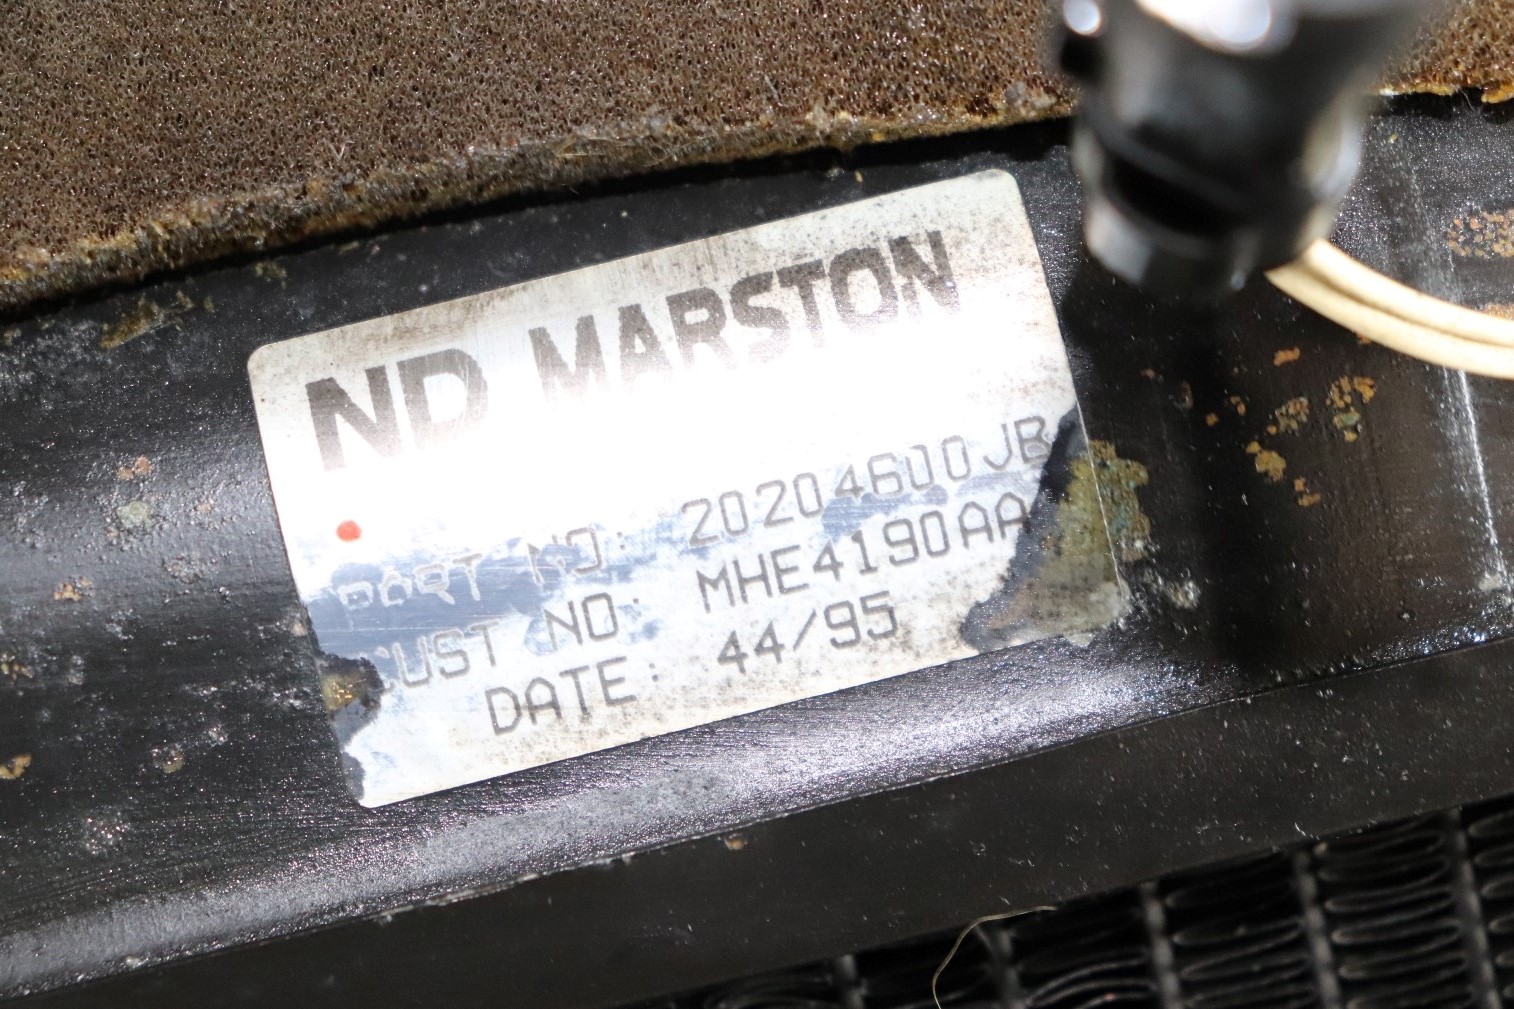 ND MARSTON
PART NO: 20204600JB
CUST NO: MHE4190AA
DATE: 44/95